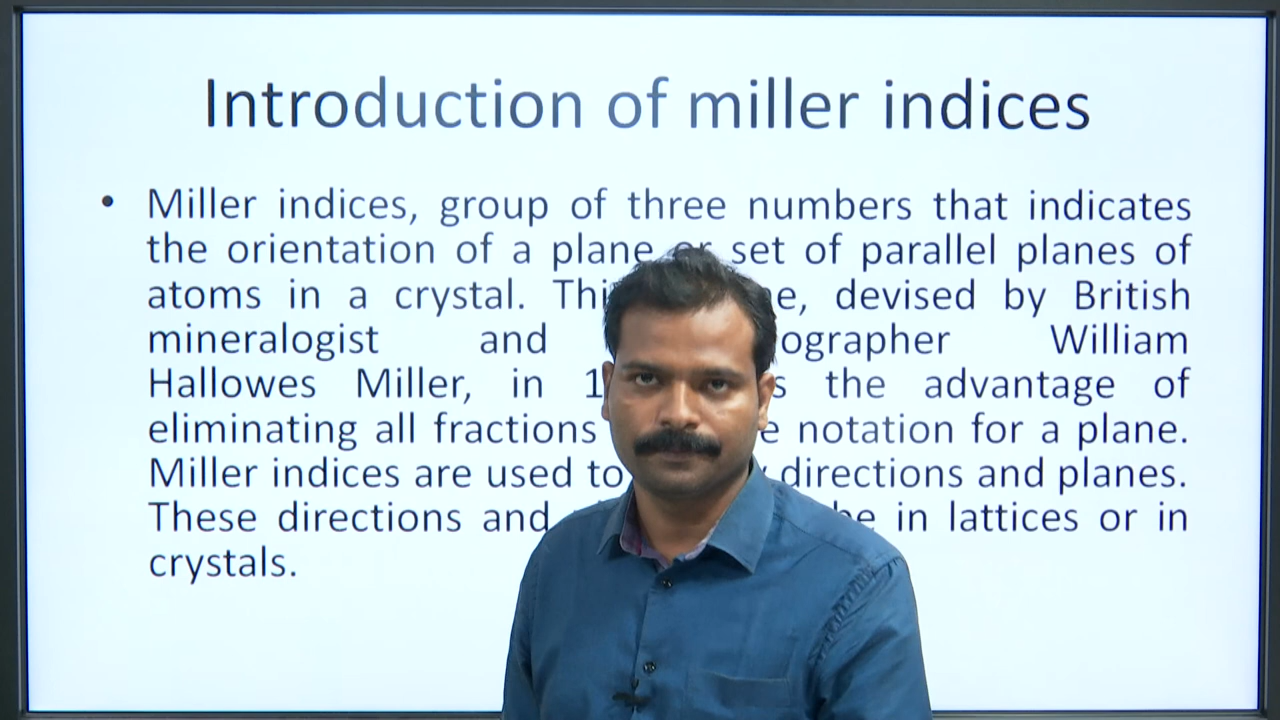 Introduction of miller indices
• Miller indices, group of three numbers that indicates
the orientation of a plane or set of parallel planes of
atoms in a crystal. devised by British
mineralogist and William
Hallowes Miller, in the advantage of
eliminating all fractions notation for a plane.
Miller indices are used to directions and planes.
These directions and in lattices or in
crystals.